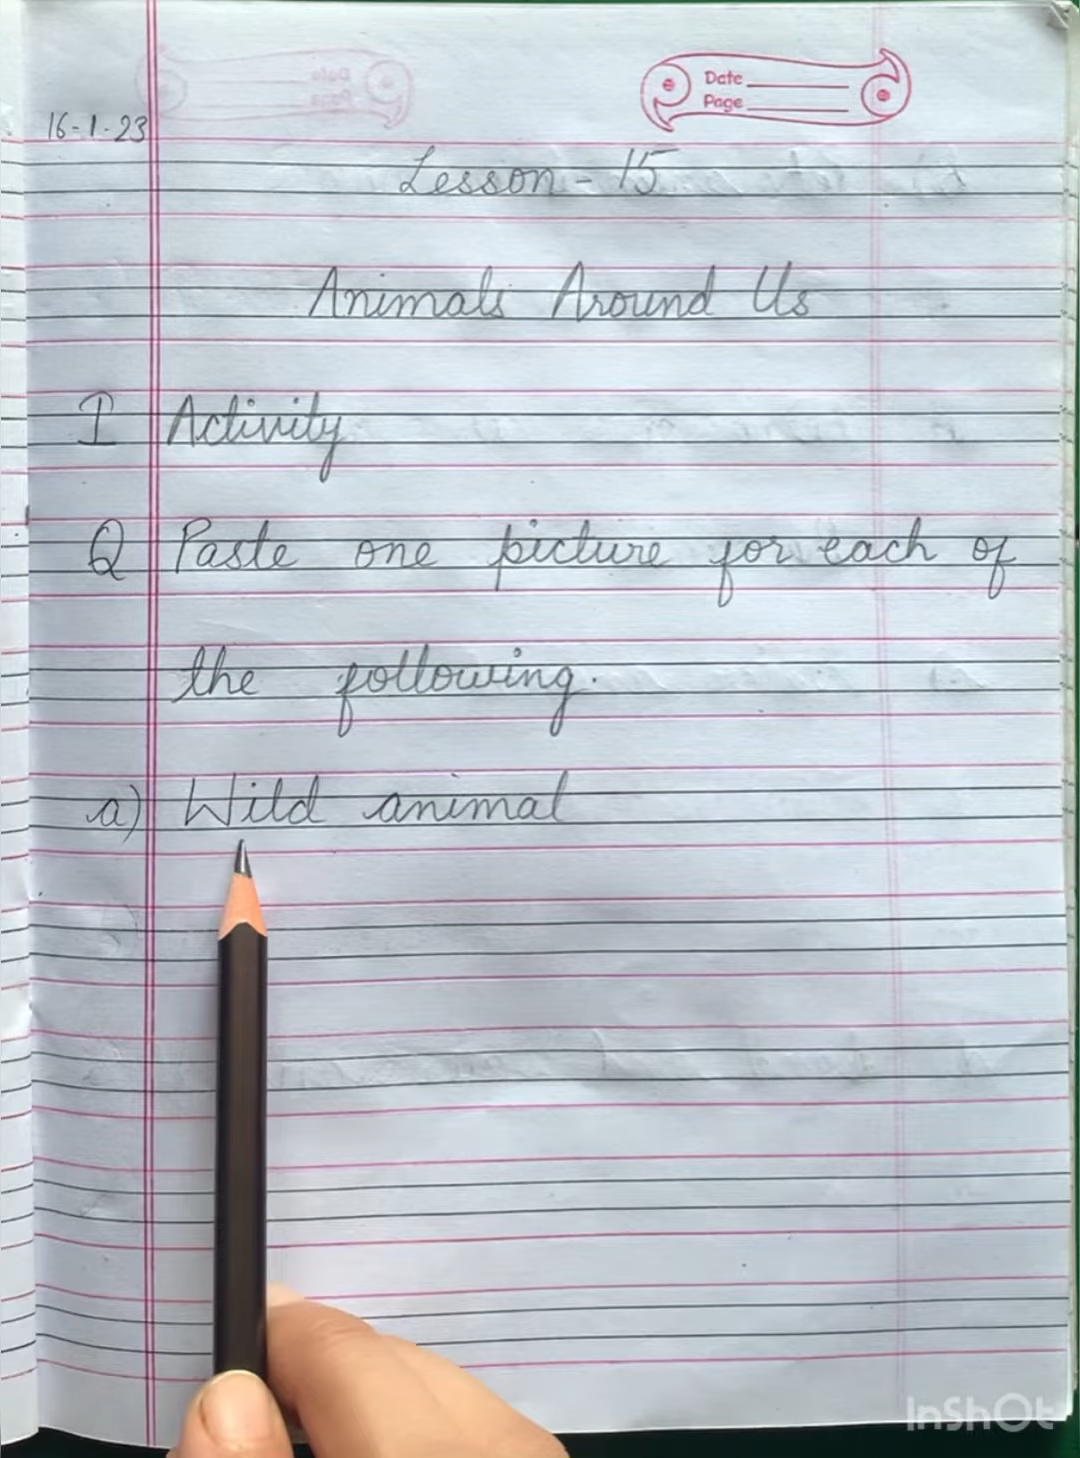 Date
Page
16-1-23
Lesson - 15
Animals Around Us
I Activity
Q Paste one picture for each of
the following.
a) Wild animal
InShOt